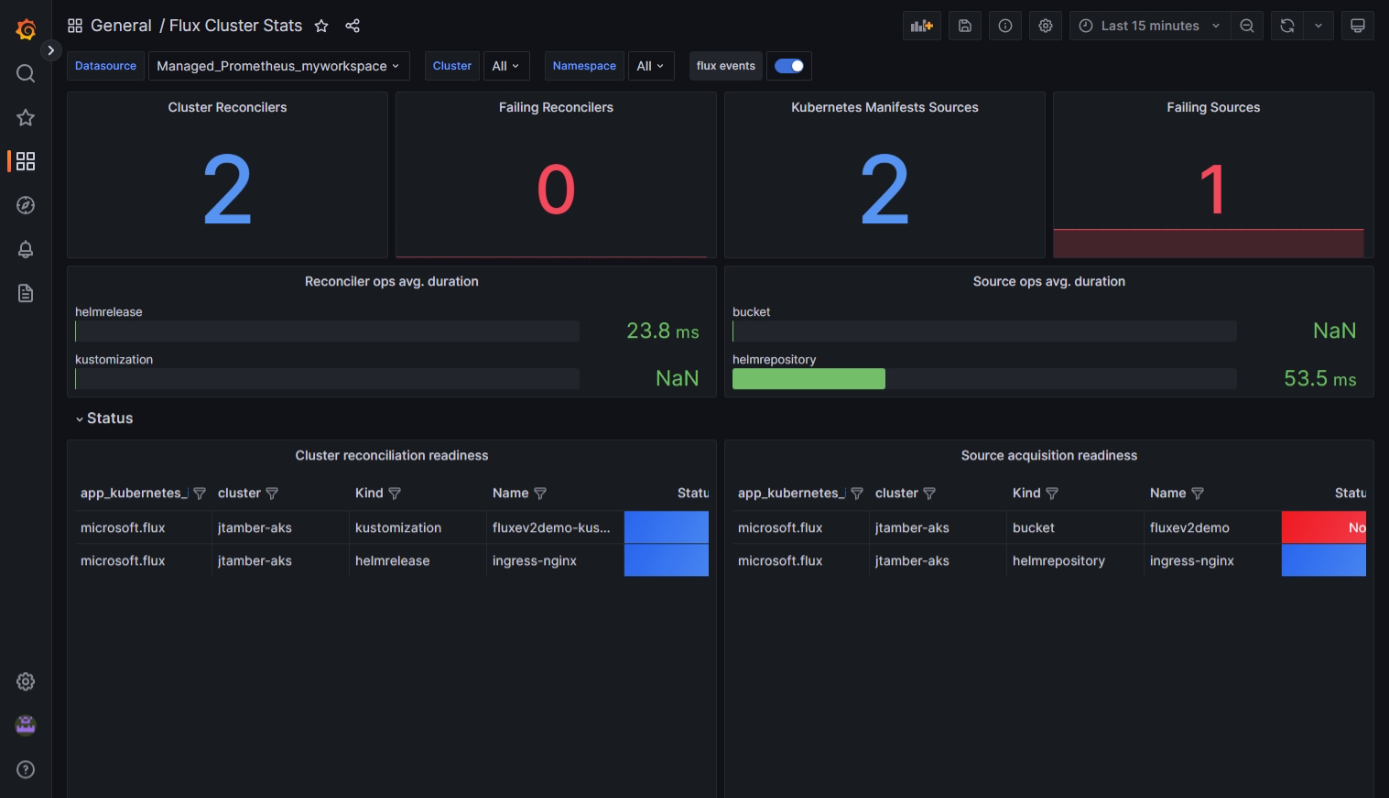 General / Flux Cluster Stats
Last 15 minutes
Datasource Managed_Prometheus_myworkspace Cluster All Namespace All flux events
Cluster Reconcilers
2
Failing Reconcilers
0
Kubernetes Manifests Sources
2
Failing Sources
1
Reconciler ops avg. duration
helmrelease
23.8 ms
kustomization
NaN
Source ops avg. duration
bucket
NaN
helmrepository
53.5 ms
Status
Cluster reconciliation readiness
app_kubernetes_ cluster Kind Name Statu
microsoft.flux jtamber-aks kustomization fluxev2demo-kus...
microsoft.flux jtamber-aks helmrelease ingress-nginx
Source acquisition readiness
app_kubernetes_ cluster Kind Name Statu
microsoft.flux jtamber-aks bucket fluxev2demo No
microsoft.flux jtamber-aks helmrepository ingress-nginx